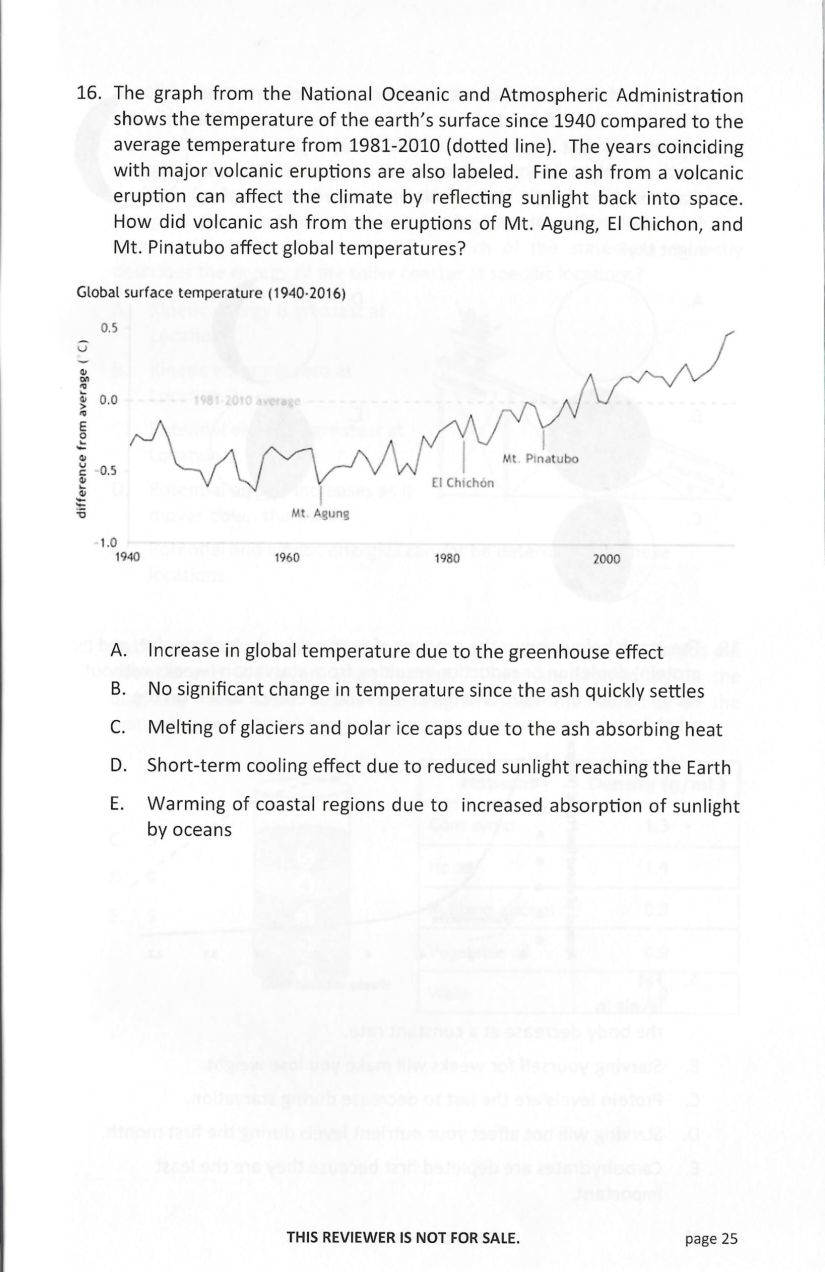 16. The graph from the National Oceanic and Atmospheric Administration
shows the temperature of the earth's surface since 1940 compared to the
average temperature from 1981-2010 (dotted line). The years coinciding
with major volcanic eruptions are also labeled. Fine ash from a volcanic
eruption can affect the climate by reflecting sunlight back into space.
How did volcanic ash from the eruptions of Mt. Agung, El Chichon, and
Mt. Pinatubo affect global temperatures?
Global surface temperature (1940-2016)
difference from average (°C)
0.5
0.0
1981-2010 average
-0.5
-1.0
Mt. Agung
El Chichón
Mt. Pinatubo
1940
1960
1980
2000
A. Increase in global temperature due to the greenhouse effect
B. No significant change in temperature since the ash quickly settles
C. Melting of glaciers and polar ice caps due to the ash absorbing heat
D. Short-term cooling effect due to reduced sunlight reaching the Earth
E. Warming of coastal regions due to increased absorption of sunlight
by oceans
THIS REVIEWER IS NOT FOR SALE.
page 25